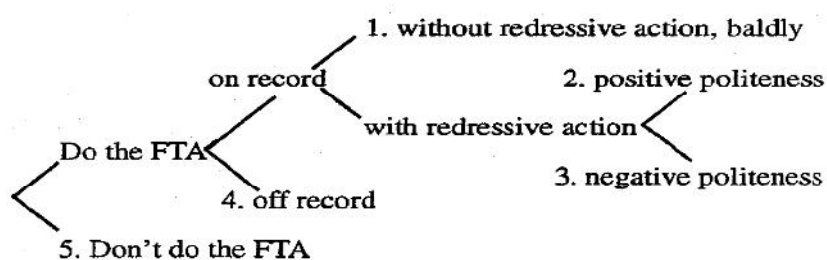 1. without redressive action, baldly
on record
2. positive politeness
with redressive action
Do the FTA
3. negative politeness
4. off record
5. Don't do the FTA